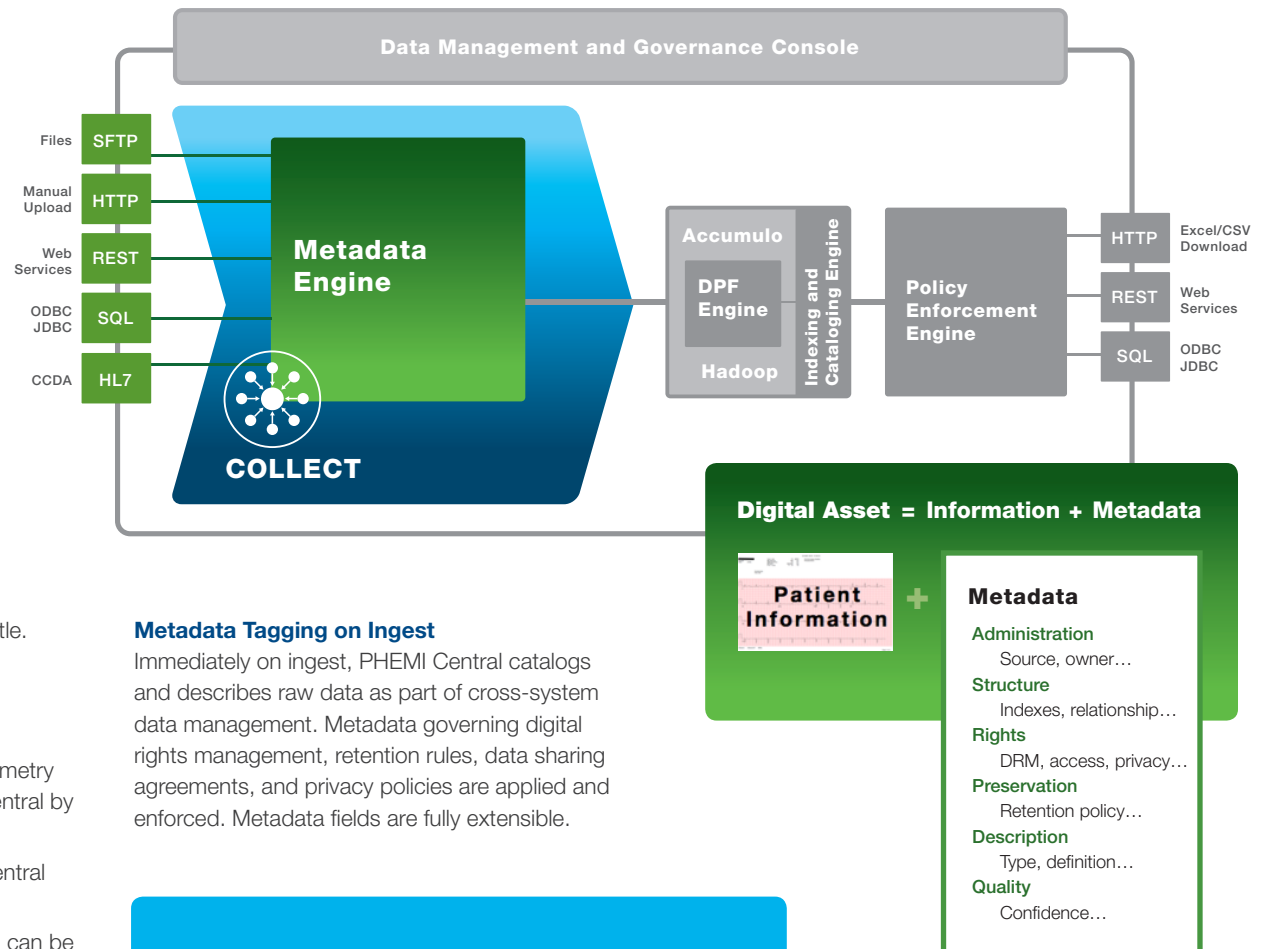 Data Management and Governance Console
Files
SFTP
Manual
Upload
HTTP
Web
Services
REST
ODBC
JDBC
SQL
CCDA
HL7
Metadata
Engine
COLLECT
Accumulo
DPF
Engine
Hadoop
Indexing and
Cataloging Engine
Policy
Enforcement
Engine
HTTP
Excel/CSV
Download
REST
Web
Services
SQL
ODBC
JDBC
Digital Asset = Information + Metadata
Patient
Information
+
Metadata
Administration
Source, owner…
Structure
Indexes, relationship…
Rights
DRM, access, privacy…
Preservation
Retention policy…
Description
Type, definition…
Quality
Confidence…
tle.
metry
entral by
entral
can be
Metadata Tagging on Ingest
Immediately on ingest, PHEMI Central catalogs
and describes raw data as part of cross-system
data management. Metadata governing digital
rights management, retention rules, data sharing
agreements, and privacy policies are applied and
enforced. Metadata fields are fully extensible.